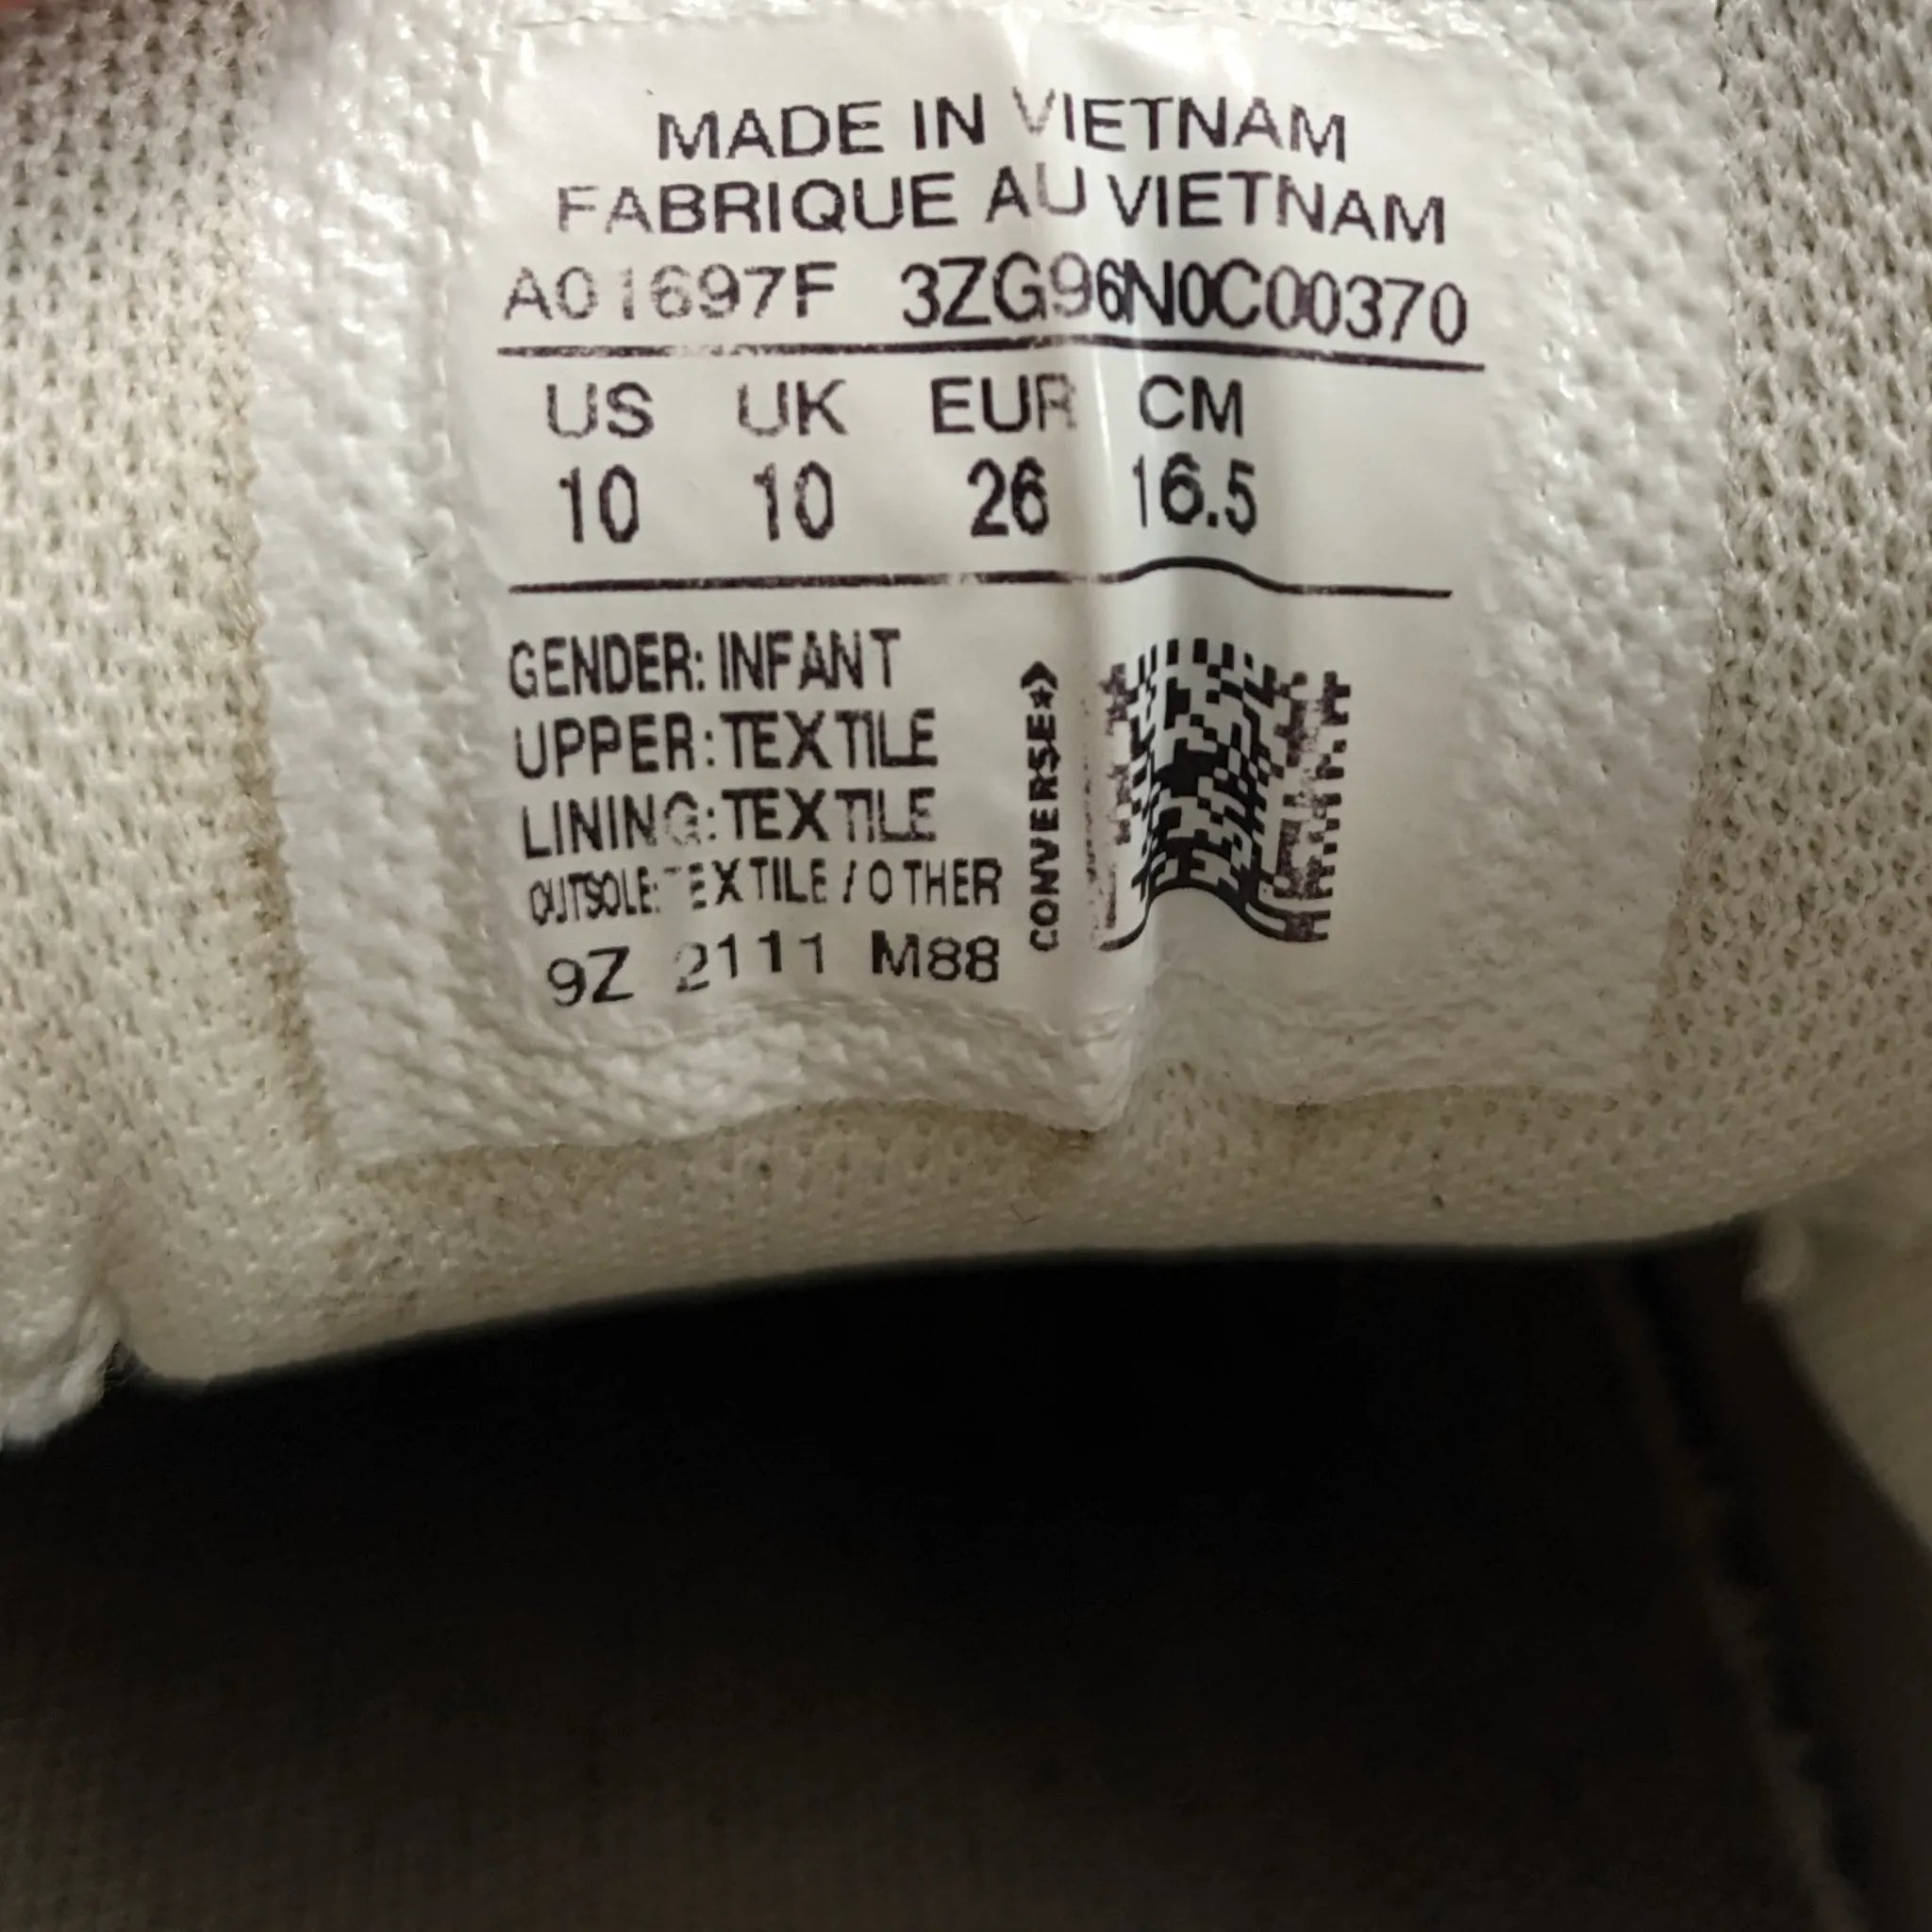 MADE IN VIETNAM
FABRIQUE AU VIETNAM
A01697F 3ZG96N0C00370
US UK EUR CM
10 10 26 16.5
GENDER: INFANT
UPPER: TEXTILE
LINING: TEXTILE
OUTSOLE: TEXTILE / OTHER
9Z 2111 M88
CONVERSE